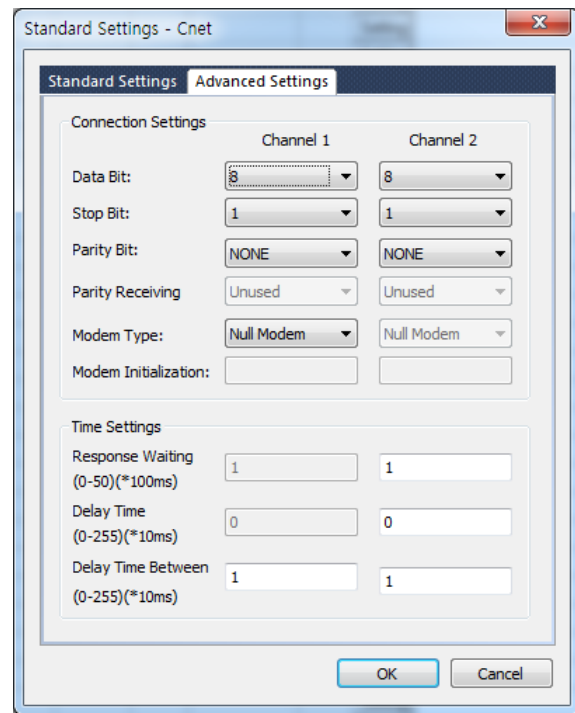 Standard Settings - Cnet
Standard Settings Advanced Settings
Connection Settings
Channel 1 Channel 2
Data Bit: 8 8
Stop Bit: 1 1
Parity Bit: NONE NONE
Parity Receiving Unused Unused
Modem Type: Null Modem Null Modem
Modem Initialization:
Time Settings
Response Waiting
(0-50)(*100ms) 1 1
Delay Time
(0-255)(*10ms) 0 0
Delay Time Between
(0-255)(*10ms) 1 1
OK Cancel